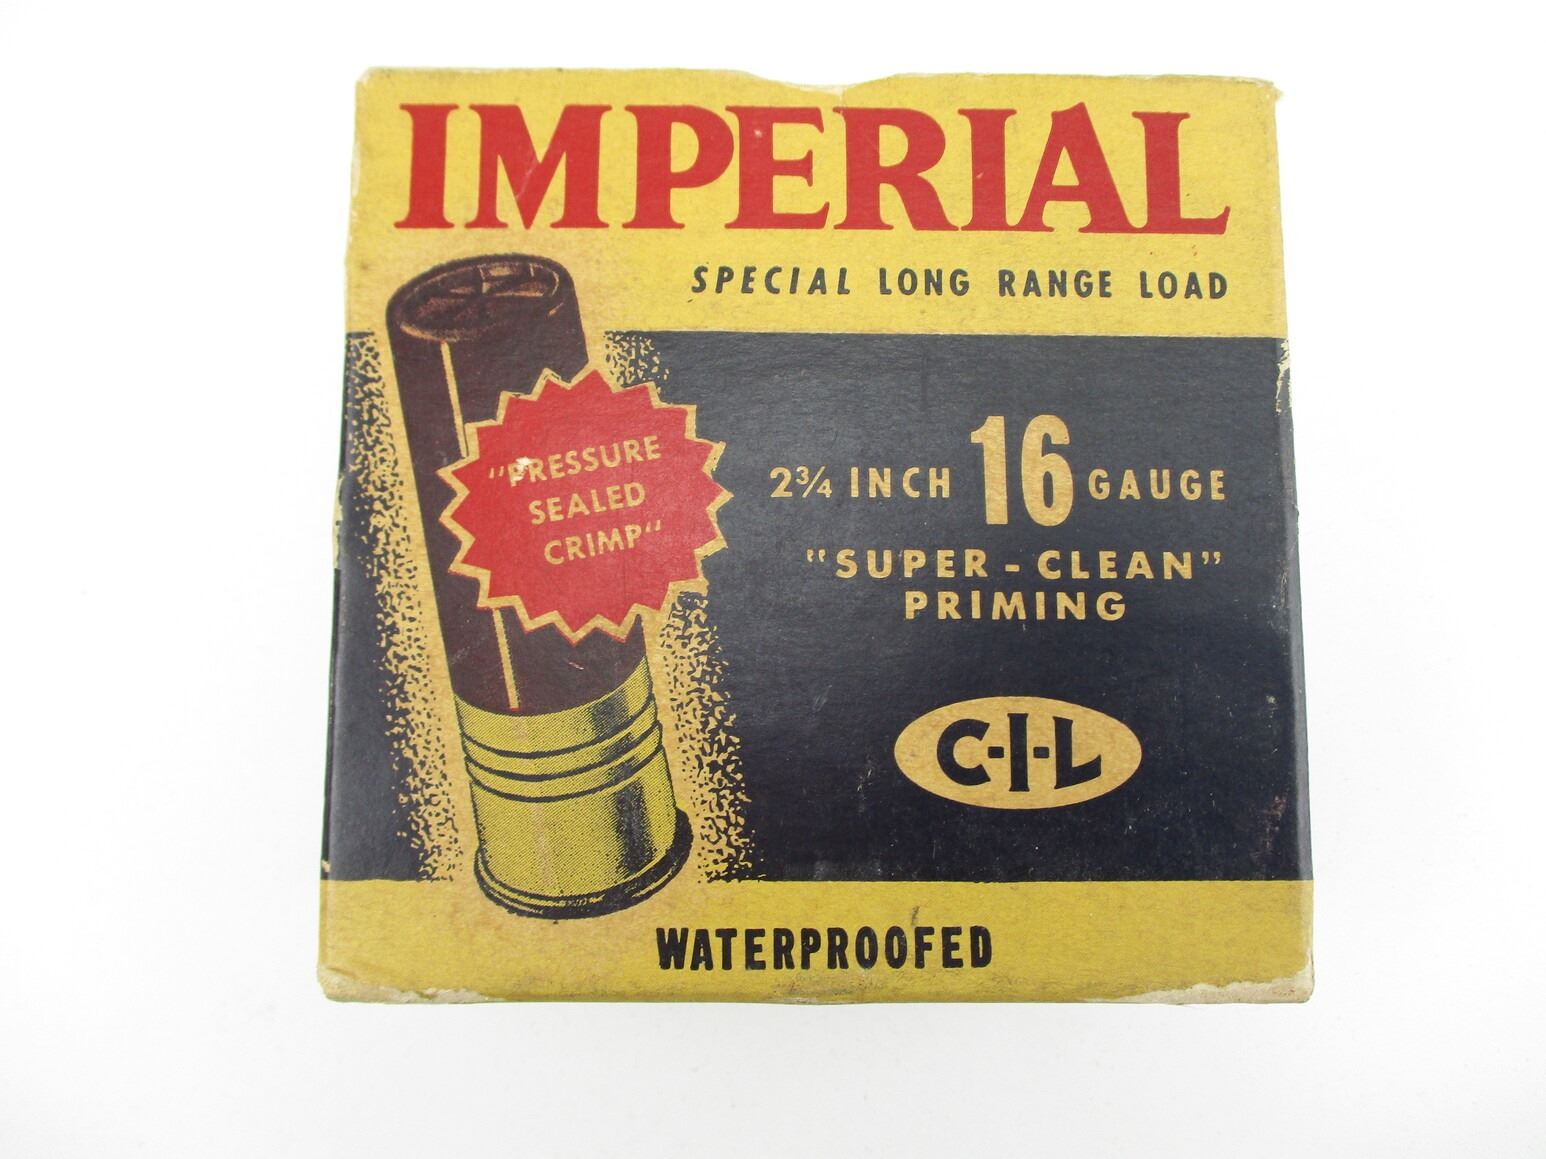 IMPERIAL
SPECIAL LONG RANGE LOAD
"PRESSURE
SEALED
CRIMP"
2¾ INCH 16 GAUGE
"SUPER-CLEAN"
PRIMING
C-I-L
WATERPROOFED